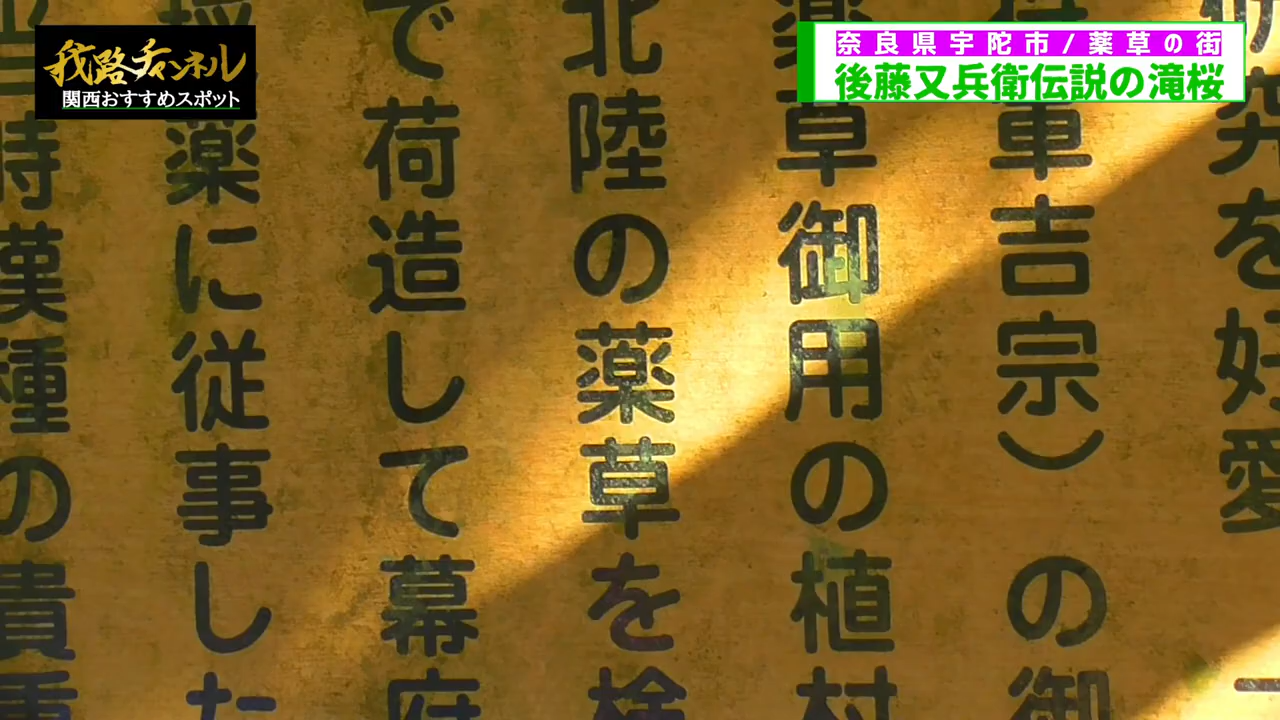 我路チャンネル
関西おすすめスポット
奈良県宇陀市/薬草の街
後藤又兵衛伝説の滝桜
を好愛
軍吉宗)の御
薬草御用の植村
北陸の薬草を検
で荷造して幕府
採薬に従事した
当時漢種の貴重